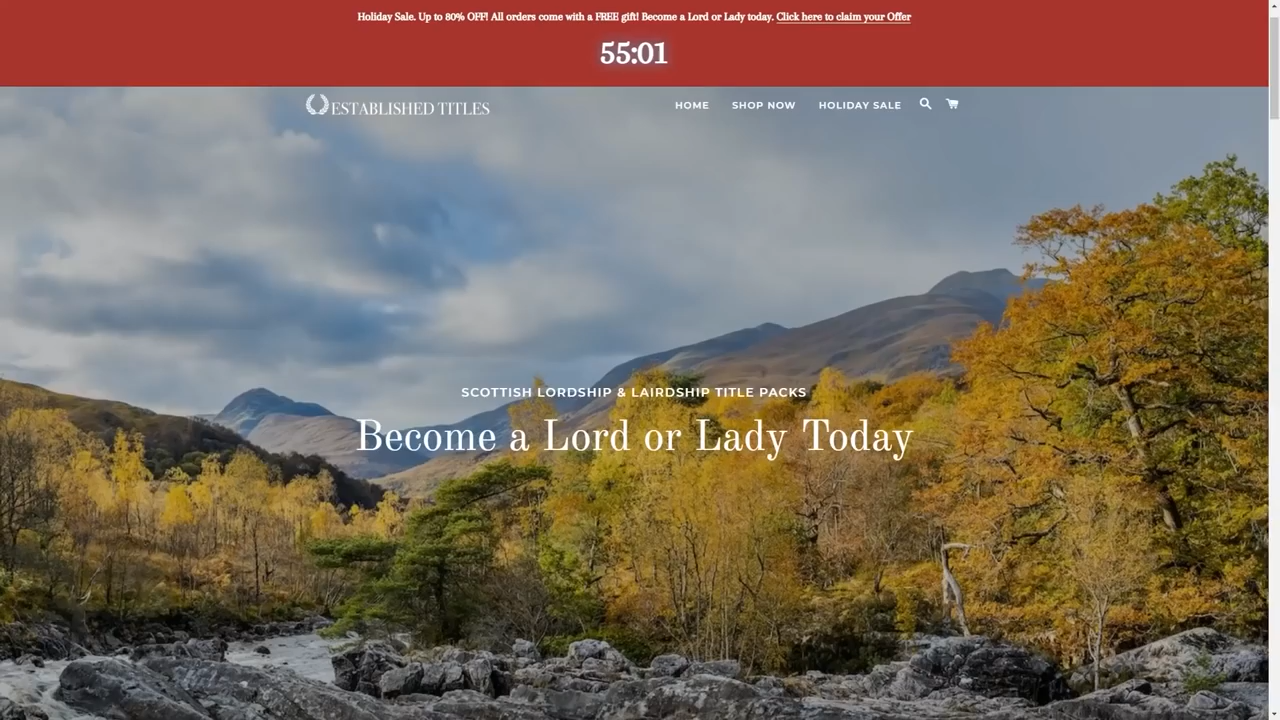 Holiday Sale. Up to 80% OFF! All orders come with a FREE gift! Become a Lord or Lady today. Click here to claim your Offer
55:01
ESTABLISHED TITLES
HOME SHOP NOW HOLIDAY SALE
SCOTTISH LORDSHIP & LAIRDSHIP TITLE PACKS
Become a Lord or Lady Today